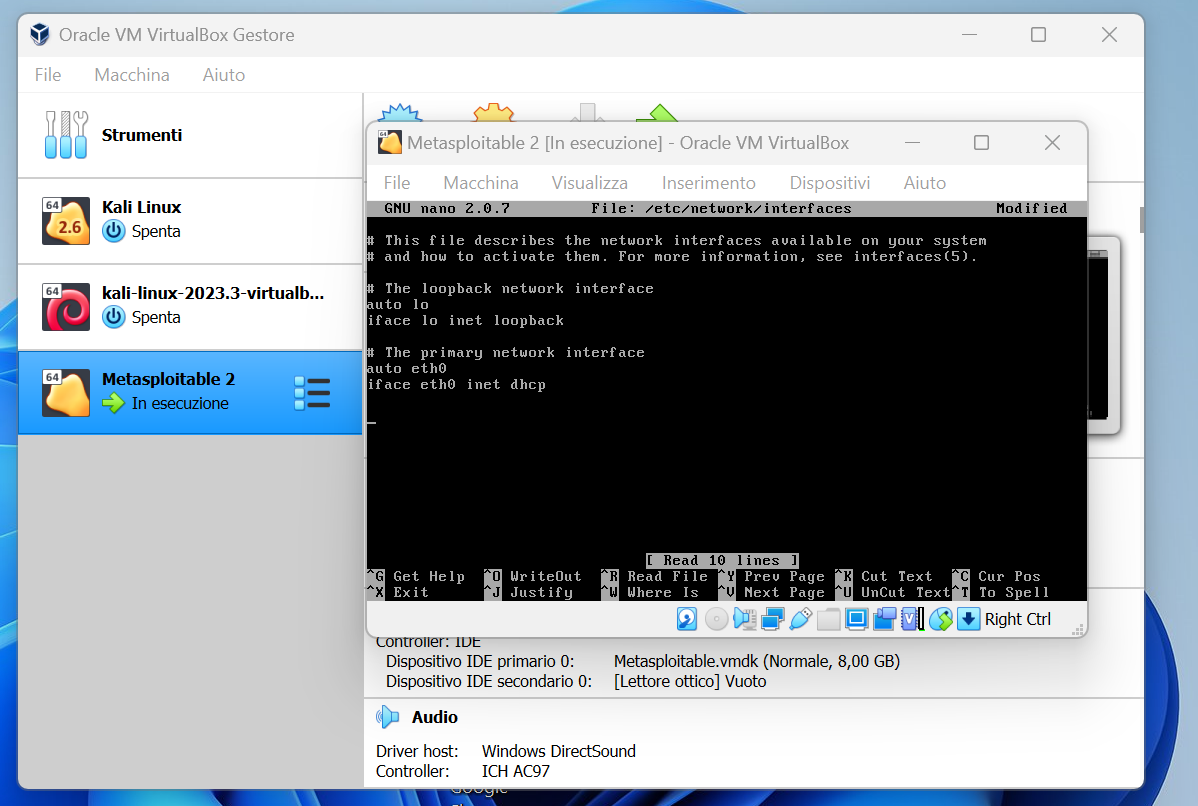 Oracle VM VirtualBox Gestore
File Macchina Aiuto
Strumenti
64
2.6
Kali Linux
Spenta
64
kali-linux-2023.3-virtualb...
Spenta
64
Metasploitable 2
In esecuzione
64
Metasploitable 2 [In esecuzione] - Oracle VM VirtualBox
File Macchina Visualizza Inserimento Dispositivi Aiuto
GNU nano 2.0.7 File: /etc/network/interfaces Modified
# This file describes the network interfaces available on your system
# and how to activate them. For more information, see interfaces(5).
# The loopback network interface
auto lo
iface lo inet loopback
# The primary network interface
auto eth0
iface eth0 inet dhcp
[ Read 10 lines ]
^G Get Help ^O WriteOut ^R Read File ^Y Prev Page ^K Cut Text ^C Cur Pos
^X Exit ^J Justify ^W Where Is ^V Next Page ^U UnCut Text ^T To Spell
Right Ctrl
Controller: IDE
Dispositivo IDE primario 0: Metasploitable.vmdk (Normale, 8,00 GB)
Dispositivo IDE secondario 0: [Lettore ottico] Vuoto
Audio
Driver host: Windows DirectSound
Controller: ICH AC97
Google